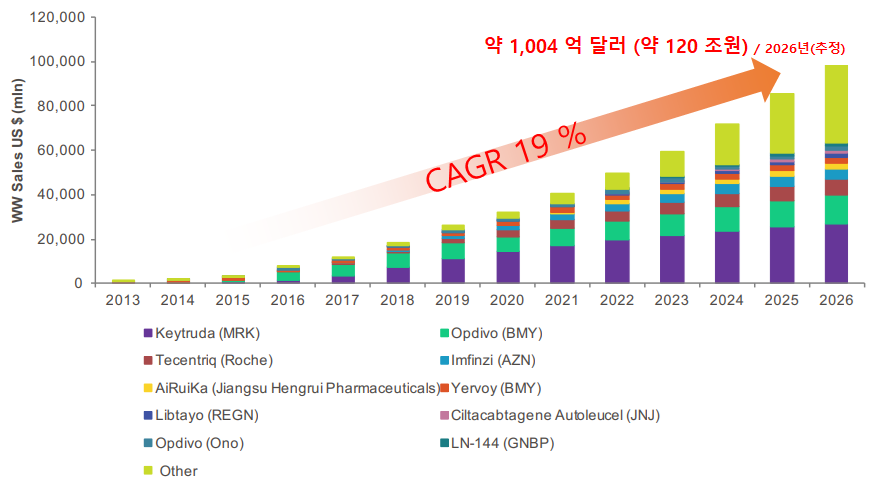 120,000
약 1,004 억 달러 (약 120 조원) / 2026년(추정)
100,000
80,000
60,000
40,000
20,000
0
WW Sales US $ (mln)
CAGR 19 %
2013 2014 2015 2016 2017 2018 2019 2020 2021 2022 2023 2024 2025 2026
Keytruda (MRK) Opdivo (BMY)
Tecentriq (Roche) Imfinzi (AZN)
AiRuiKa (Jiangsu Hengrui Pharmaceuticals) Yervoy (BMY)
Libtayo (REGN) Ciltacabtagene Autoleucel (JNJ)
Opdivo (Ono) LN-144 (GNBP)
Other